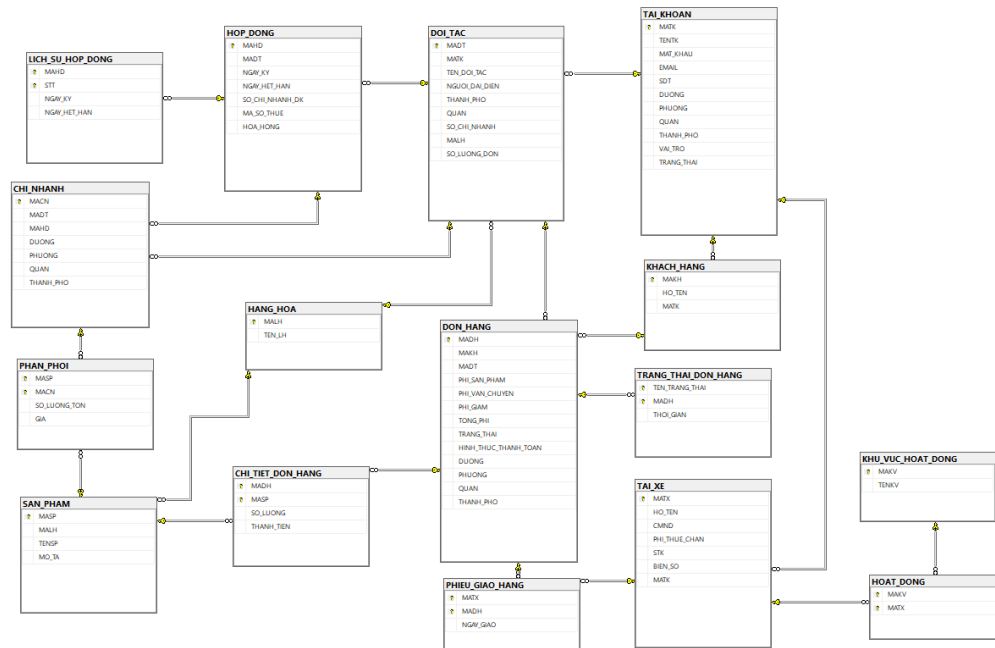 LICH_SU_HOP_DONG
MAHD
STT
NGAY_KY
NGAY_HET_HAN
HOP_DONG
MAHD
MADT
NGAY_KY
NGAY_HET_HAN
SO_CHI_NHANH_DK
MA_SO_THUE
HOA_HONG
DOI_TAC
MADT
MATK
TEN_DOI_TAC
NGUOI_DAI_DIEN
THANH_PHO
QUAN
SO_CHI_NHANH
MALH
SO_LUONG_DON
TAI_KHOAN
MATK
TENTK
MAT_KHAU
EMAIL
SDT
DUONG
PHUONG
QUAN
THANH_PHO
VAI_TRO
TRANG_THAI
CHI_NHANH
MACN
MADT
MAHD
DUONG
PHUONG
QUAN
THANH_PHO
HANG_HOA
MALH
TEN_LH
KHACH_HANG
MAKH
HO_TEN
MATK
DON_HANG
MADH
MAKH
MADT
PHI_SAN_PHAM
PHI_VAN_CHUYEN
PHI_GIAM
TONG_PHI
TRANG_THAI
HINH_THUC_THANH_TOAN
DUONG
PHUONG
QUAN
THANH_PHO
PHAN_PHOI
MASP
MACN
SO_LUONG_TON
GIA
TRANG_THAI_DON_HANG
TEN_TRANG_THAI
MADH
THOI_GIAN
CHI_TIET_DON_HANG
MADH
MASP
SO_LUONG
THANH_TIEN
SAN_PHAM
MASP
MALH
TENSP
MO_TA
TAI_XE
MATX
HO_TEN
CMND
PHI_THUE_CHAN
STK
BIEN_SO
MATK
KHU_VUC_HOAT_DONG
MAKV
TENKV
PHIEU_GIAO_HANG
MATX
MADH
NGAY_GIAO
HOAT_DONG
MAKV
MATX